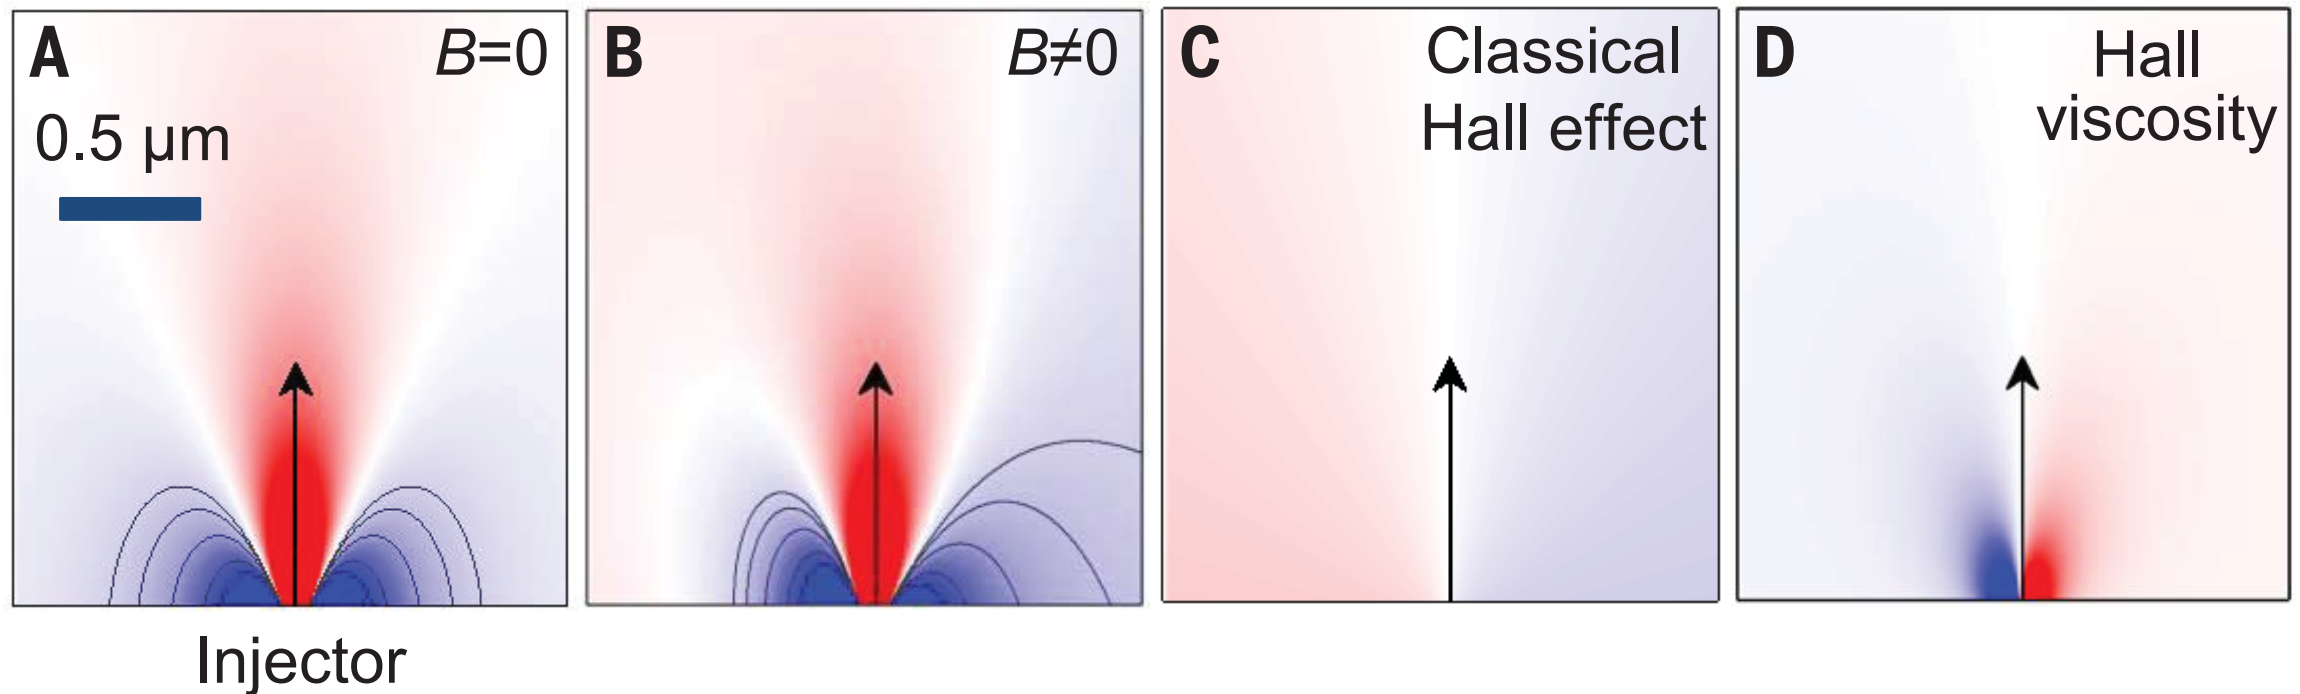 A
B=0
0.5 µm
Injector
B
B≠0
C
Classical
Hall effect
D
Hall
viscosity